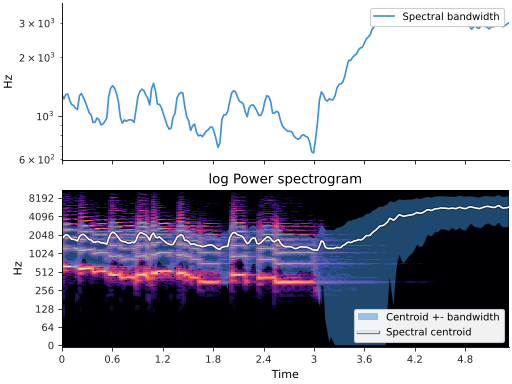 3 × 10³
2 × 10³
10³
6 × 10²
Hz
Spectral bandwidth
log Power spectrogram
8192
4096
2048
1024
512
256
128
64
0
Hz
Centroid +- bandwidth
Spectral centroid
0
0.6
1.2
1.8
2.4
3
3.6
4.2
4.8
Time